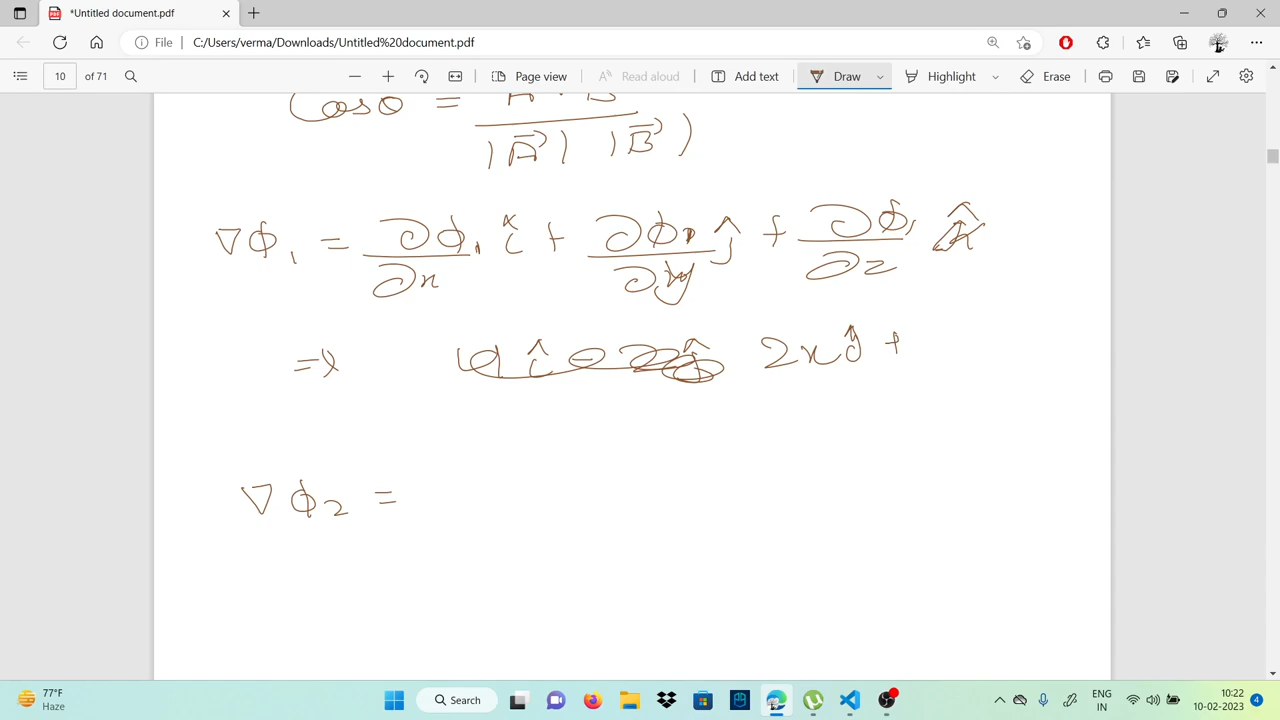 *Untitled document.pdf
File C:/Users/verma/Downloads/Untitled%20document.pdf
10 of 71 Page view Read aloud Add text Draw Highlight Erase
Cosθ = A · B
|A⃗| |B⃗| )
∇ϕ₁ = ∂ϕ₁/∂x î + ∂ϕ₁/∂y ĵ + ∂ϕ₁/∂z k̂
=> 2xĵ +
∇ϕ₂ =
77°F
Haze
Search
ENG
IN
10:22
10-02-2023
4